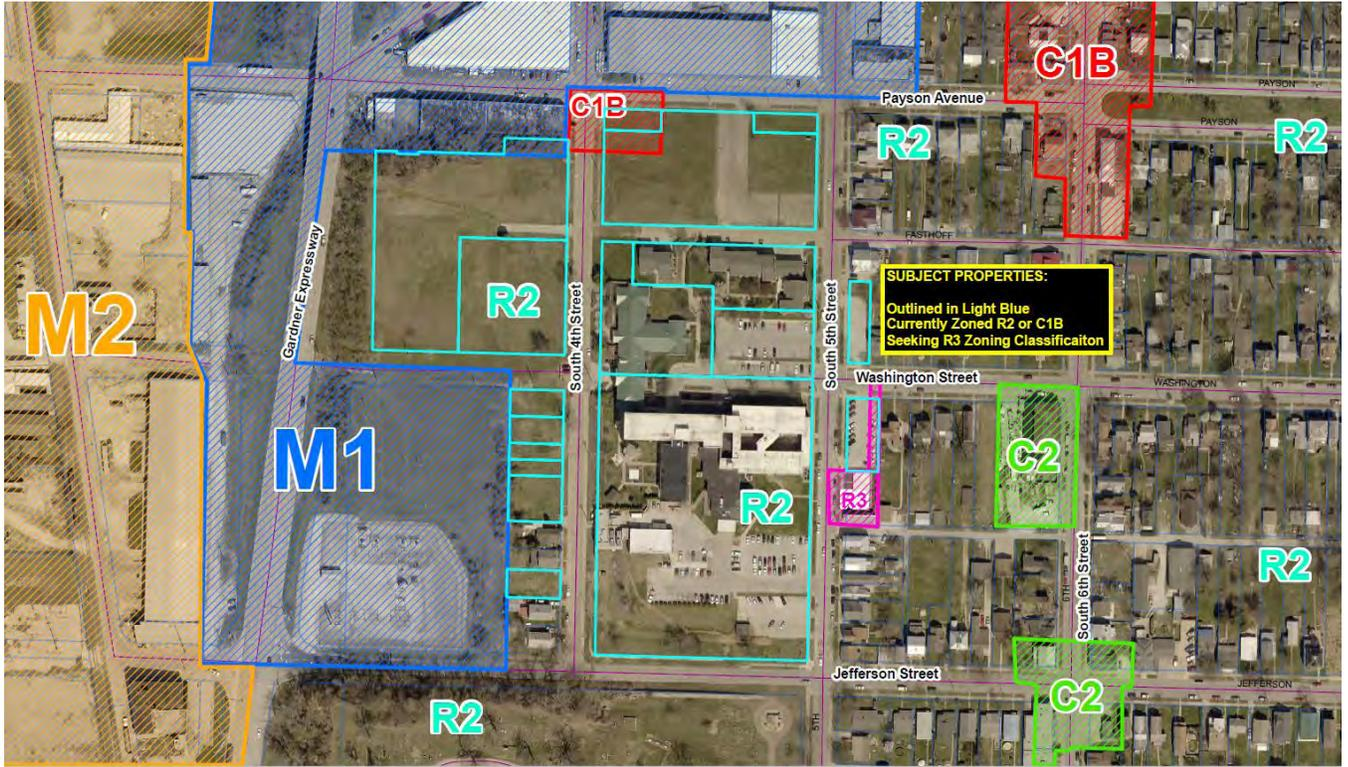 C1B
PAYSON
C1B
Payson Avenue
PAYSON
R2
R2
FASTHOFF
Gardner Expressway
SUBJECT PROPERTIES:
Outlined in Light Blue
Currently Zoned R2 or C1B
Seeking R3 Zoning Classificaiton
M2
R2
South 4th Street
South 5th Street
Washington Street
WASHINGTON
M1
C2
R3
R2
R2
6TH
South 6th Street
Jefferson Street
JEFFERSON
C2
R2
5TH